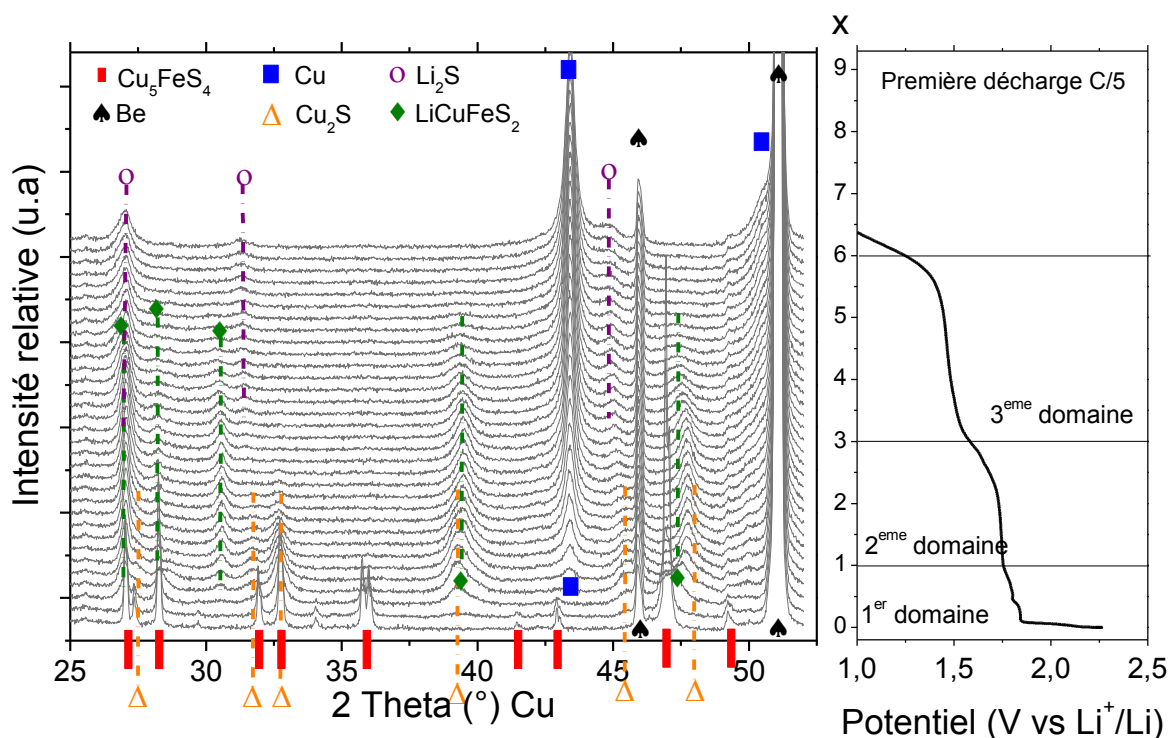 x
Cu5FeS4
Cu
Li2S
Be
Cu2S
LiCuFeS2
Intensité relative (u.a)
25
30
35
40
45
50
2 Theta (°) Cu
Première décharge C/5
9
8
7
6
5
4
3
2
1
0
3eme domaine
2eme domaine
1er domaine
1,0
1,5
2,0
2,5
Potentiel (V vs Li+/Li)